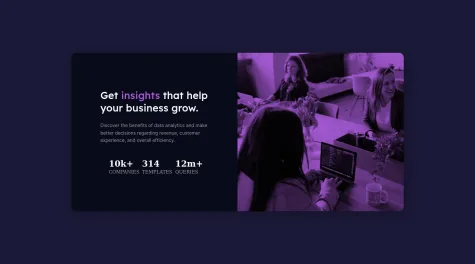 Get insights that help
your business grow.
Discover the benefits of data analytics and make
better decisions regarding revenue, customer
experience, and overall efficiency.
10k+ 314 12m+
COMPANIES TEMPLATES QUERIES